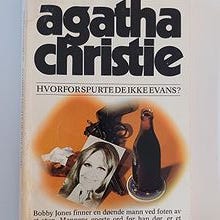 agatha
christie
HVORFOR SPURTE DE IKKE EVANS?
Bobby Jones finner en døende mann ved foten av